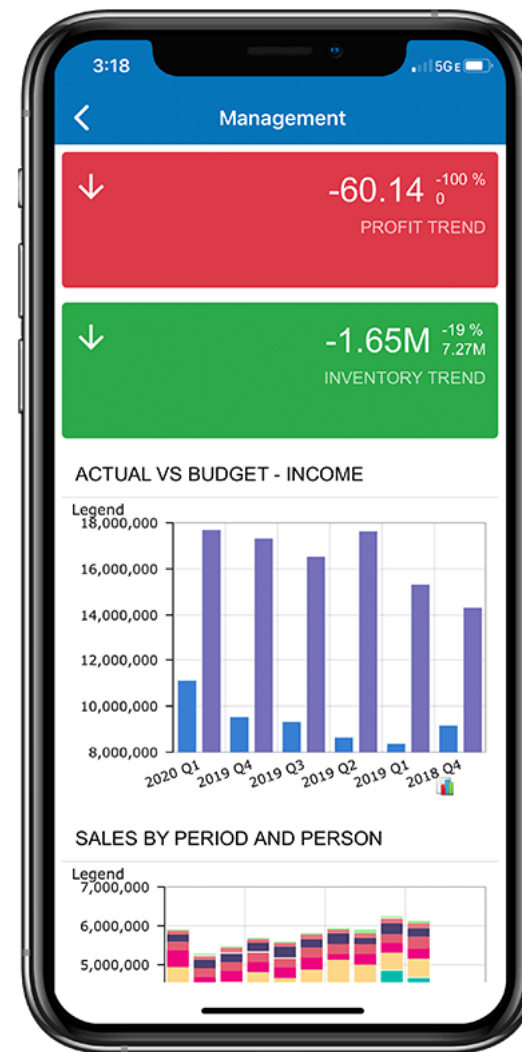 3:18
5G E
Management
-60.14 -100 %
0
PROFIT TREND
-1.65M -19 %
7.27M
INVENTORY TREND
ACTUAL VS BUDGET - INCOME
Legend
18,000,000
16,000,000
14,000,000
12,000,000
10,000,000
8,000,000
2020 Q1 2019 Q4 2019 Q3 2019 Q2 2019 Q1 2018 Q4
SALES BY PERIOD AND PERSON
Legend
7,000,000
6,000,000
5,000,000